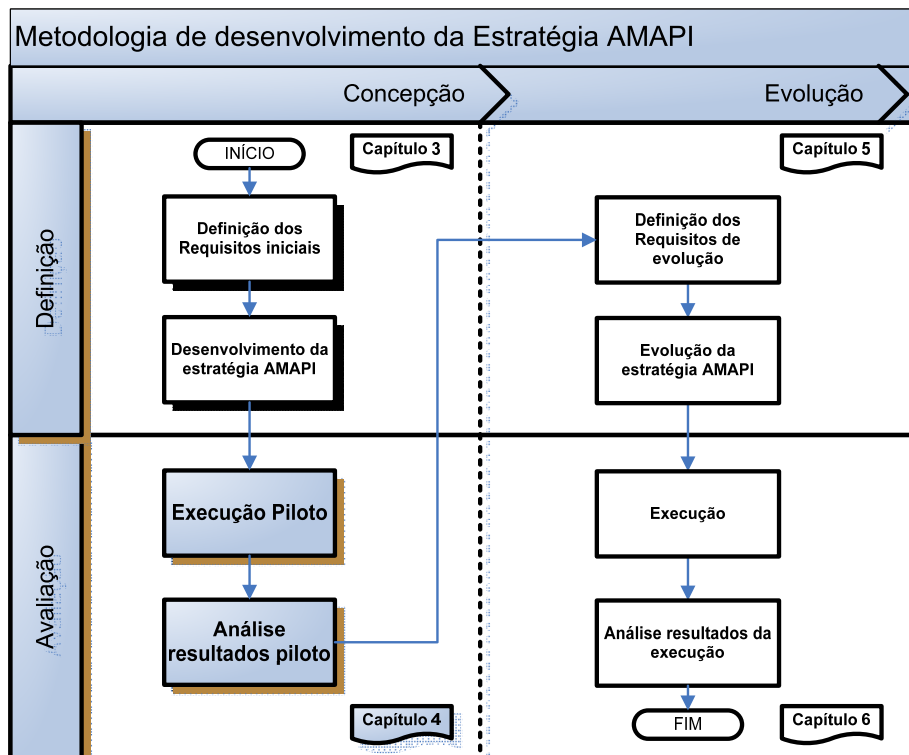 Metodologia de desenvolvimento da Estratégia AMAPI
Concepção
Evolução
Definição
INÍCIO
Capítulo 3
Definição dos
Requisitos iniciais
Desenvolvimento da
estratégia AMAPI
Capítulo 5
Definição dos
Requisitos de
evolução
Evolução da
estratégia AMAPI
Avaliação
Execução Piloto
Análise
resultados piloto
Capítulo 4
Execução
Análise resultados da
execução
FIM
Capítulo 6